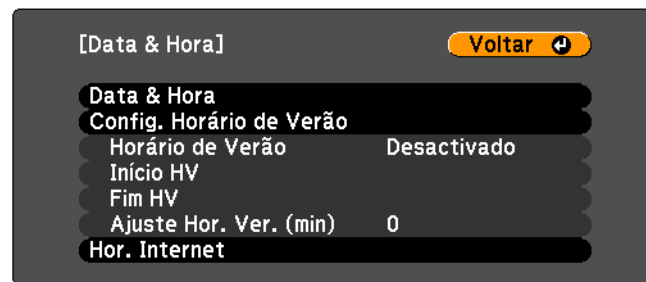 [Data & Hora]
Voltar
Data & Hora
Config. Horário de Verão
Horário de Verão Desactivado
Início HV
Fim HV
Ajuste Hor. Ver. (min) 0
Hor. Internet